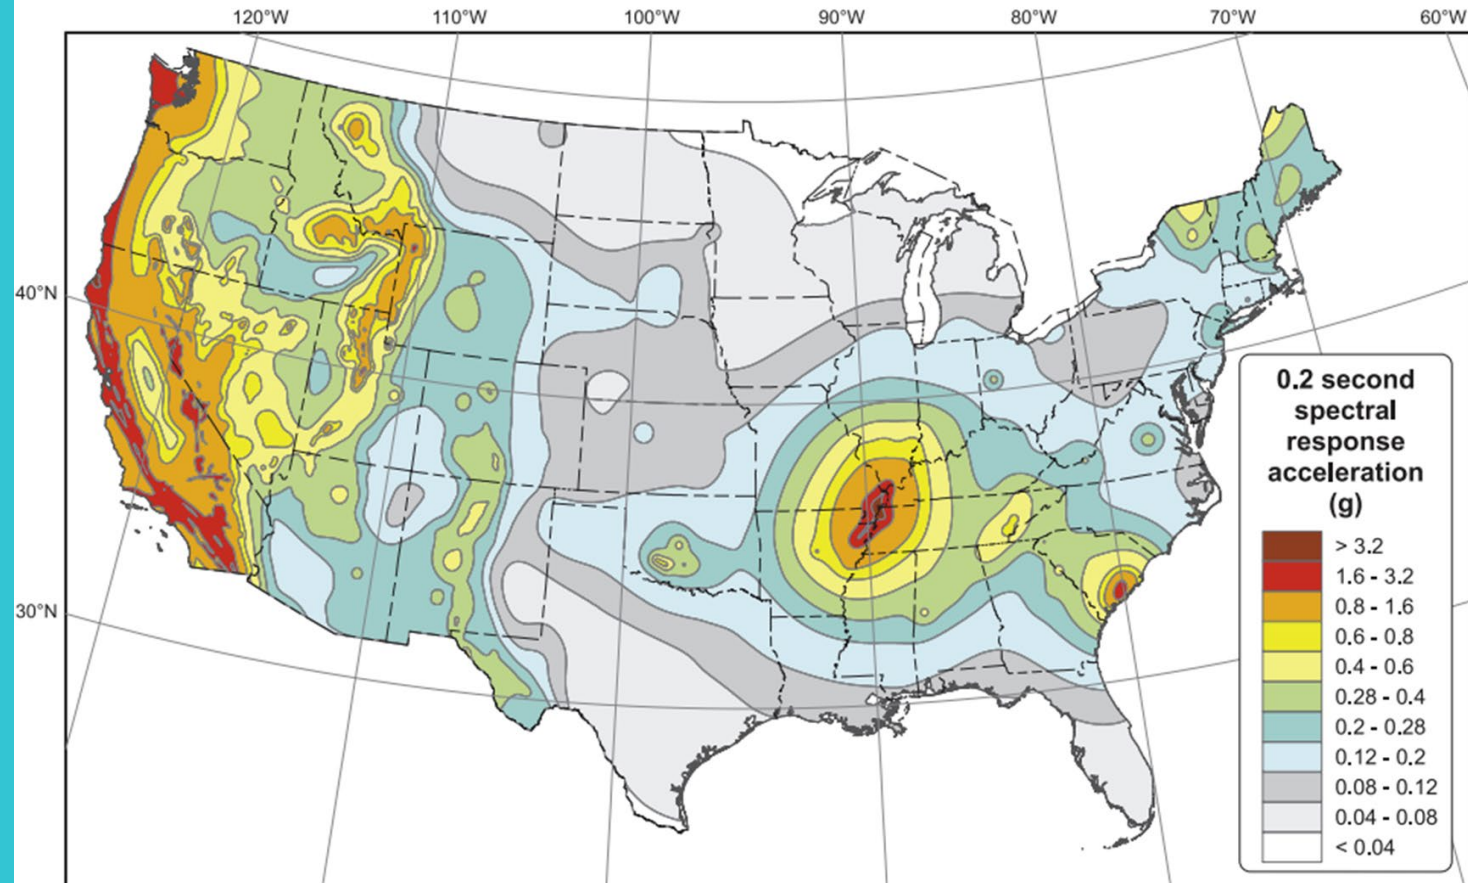 120°W 110°W 100°W 90°W 80°W 70°W 60°W
40°N
30°N
0.2 second
spectral
response
acceleration
(g)
> 3.2
1.6 - 3.2
0.8 - 1.6
0.6 - 0.8
0.4 - 0.6
0.28 - 0.4
0.2 - 0.28
0.12 - 0.2
0.08 - 0.12
0.04 - 0.08
< 0.04